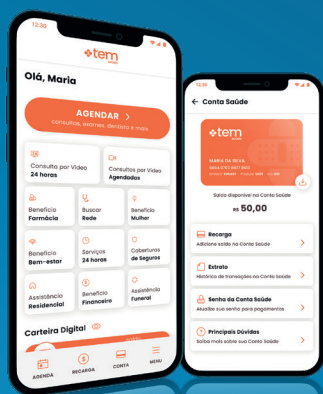 12:30
tem
Olá, Maria
AGENDAR >
consultas, exames, dentista e mais
Consulta por Vídeo
24 horas
Consultas por Vídeo
Agendadas
Benefício
Farmácia
Buscar
Rede
Benefício
Mulher
Benefício
Bem-estar
Serviços
24 horas
Coberturas
de Seguros
Assistência
Residencial
Benefício
Financeiro
Assistência
Funeral
Carteira Digital
AGENDA
RECARGA
CONTA
MENU
12:30
← Conta Saúde
tem
MARIA DA SILVA
Saldo disponível na Conta Saúde
R$ 50,00
Recarga
Adicione saldo na Conta Saúde
Extrato
Histórico de transações na Conta Saúde
Senha da Conta Saúde
Atualize sua senha para pagamentos
Principais Dúvidas
Saiba mais sobre sua Conta Saúde